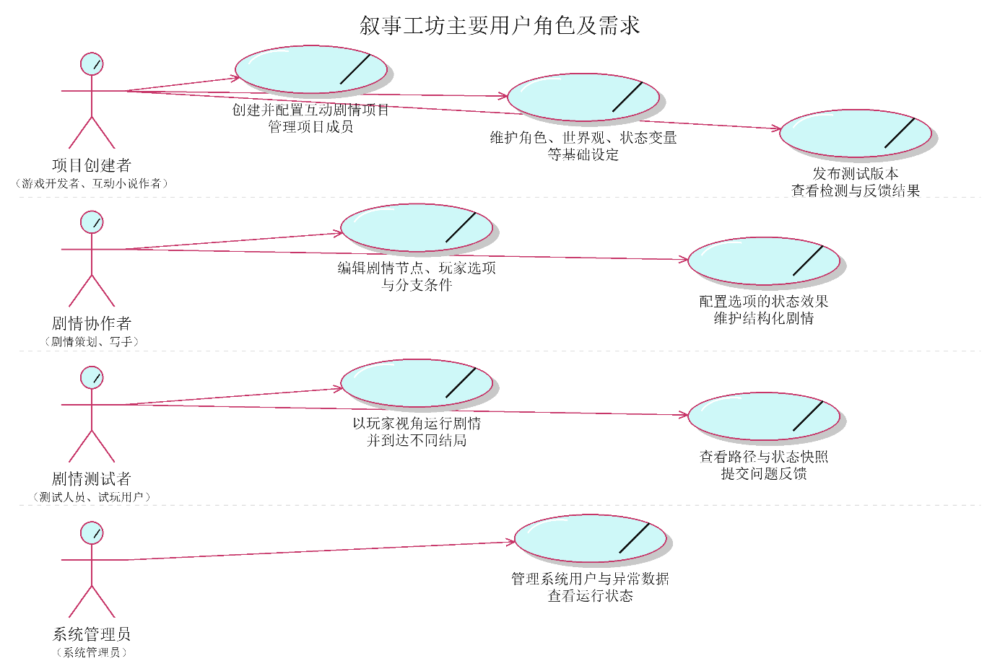 叙事工坊主要用户角色及需求
创建并配置互动剧情项目
管理项目成员
维护角色、世界观、状态变量
等基础设定
发布测试版本
查看检测与反馈结果
项目创建者
（游戏开发者、互动小说作者）
编辑剧情节点、玩家选项
与分支条件
配置选项的状态效果
维护结构化剧情
剧情协作者
（剧情策划、写手）
以玩家视角运行剧情
并到达不同结局
查看路径与状态快照
提交问题反馈
剧情测试者
（测试人员、试玩用户）
管理系统用户与异常数据
查看运行状态
系统管理员
（系统管理员）